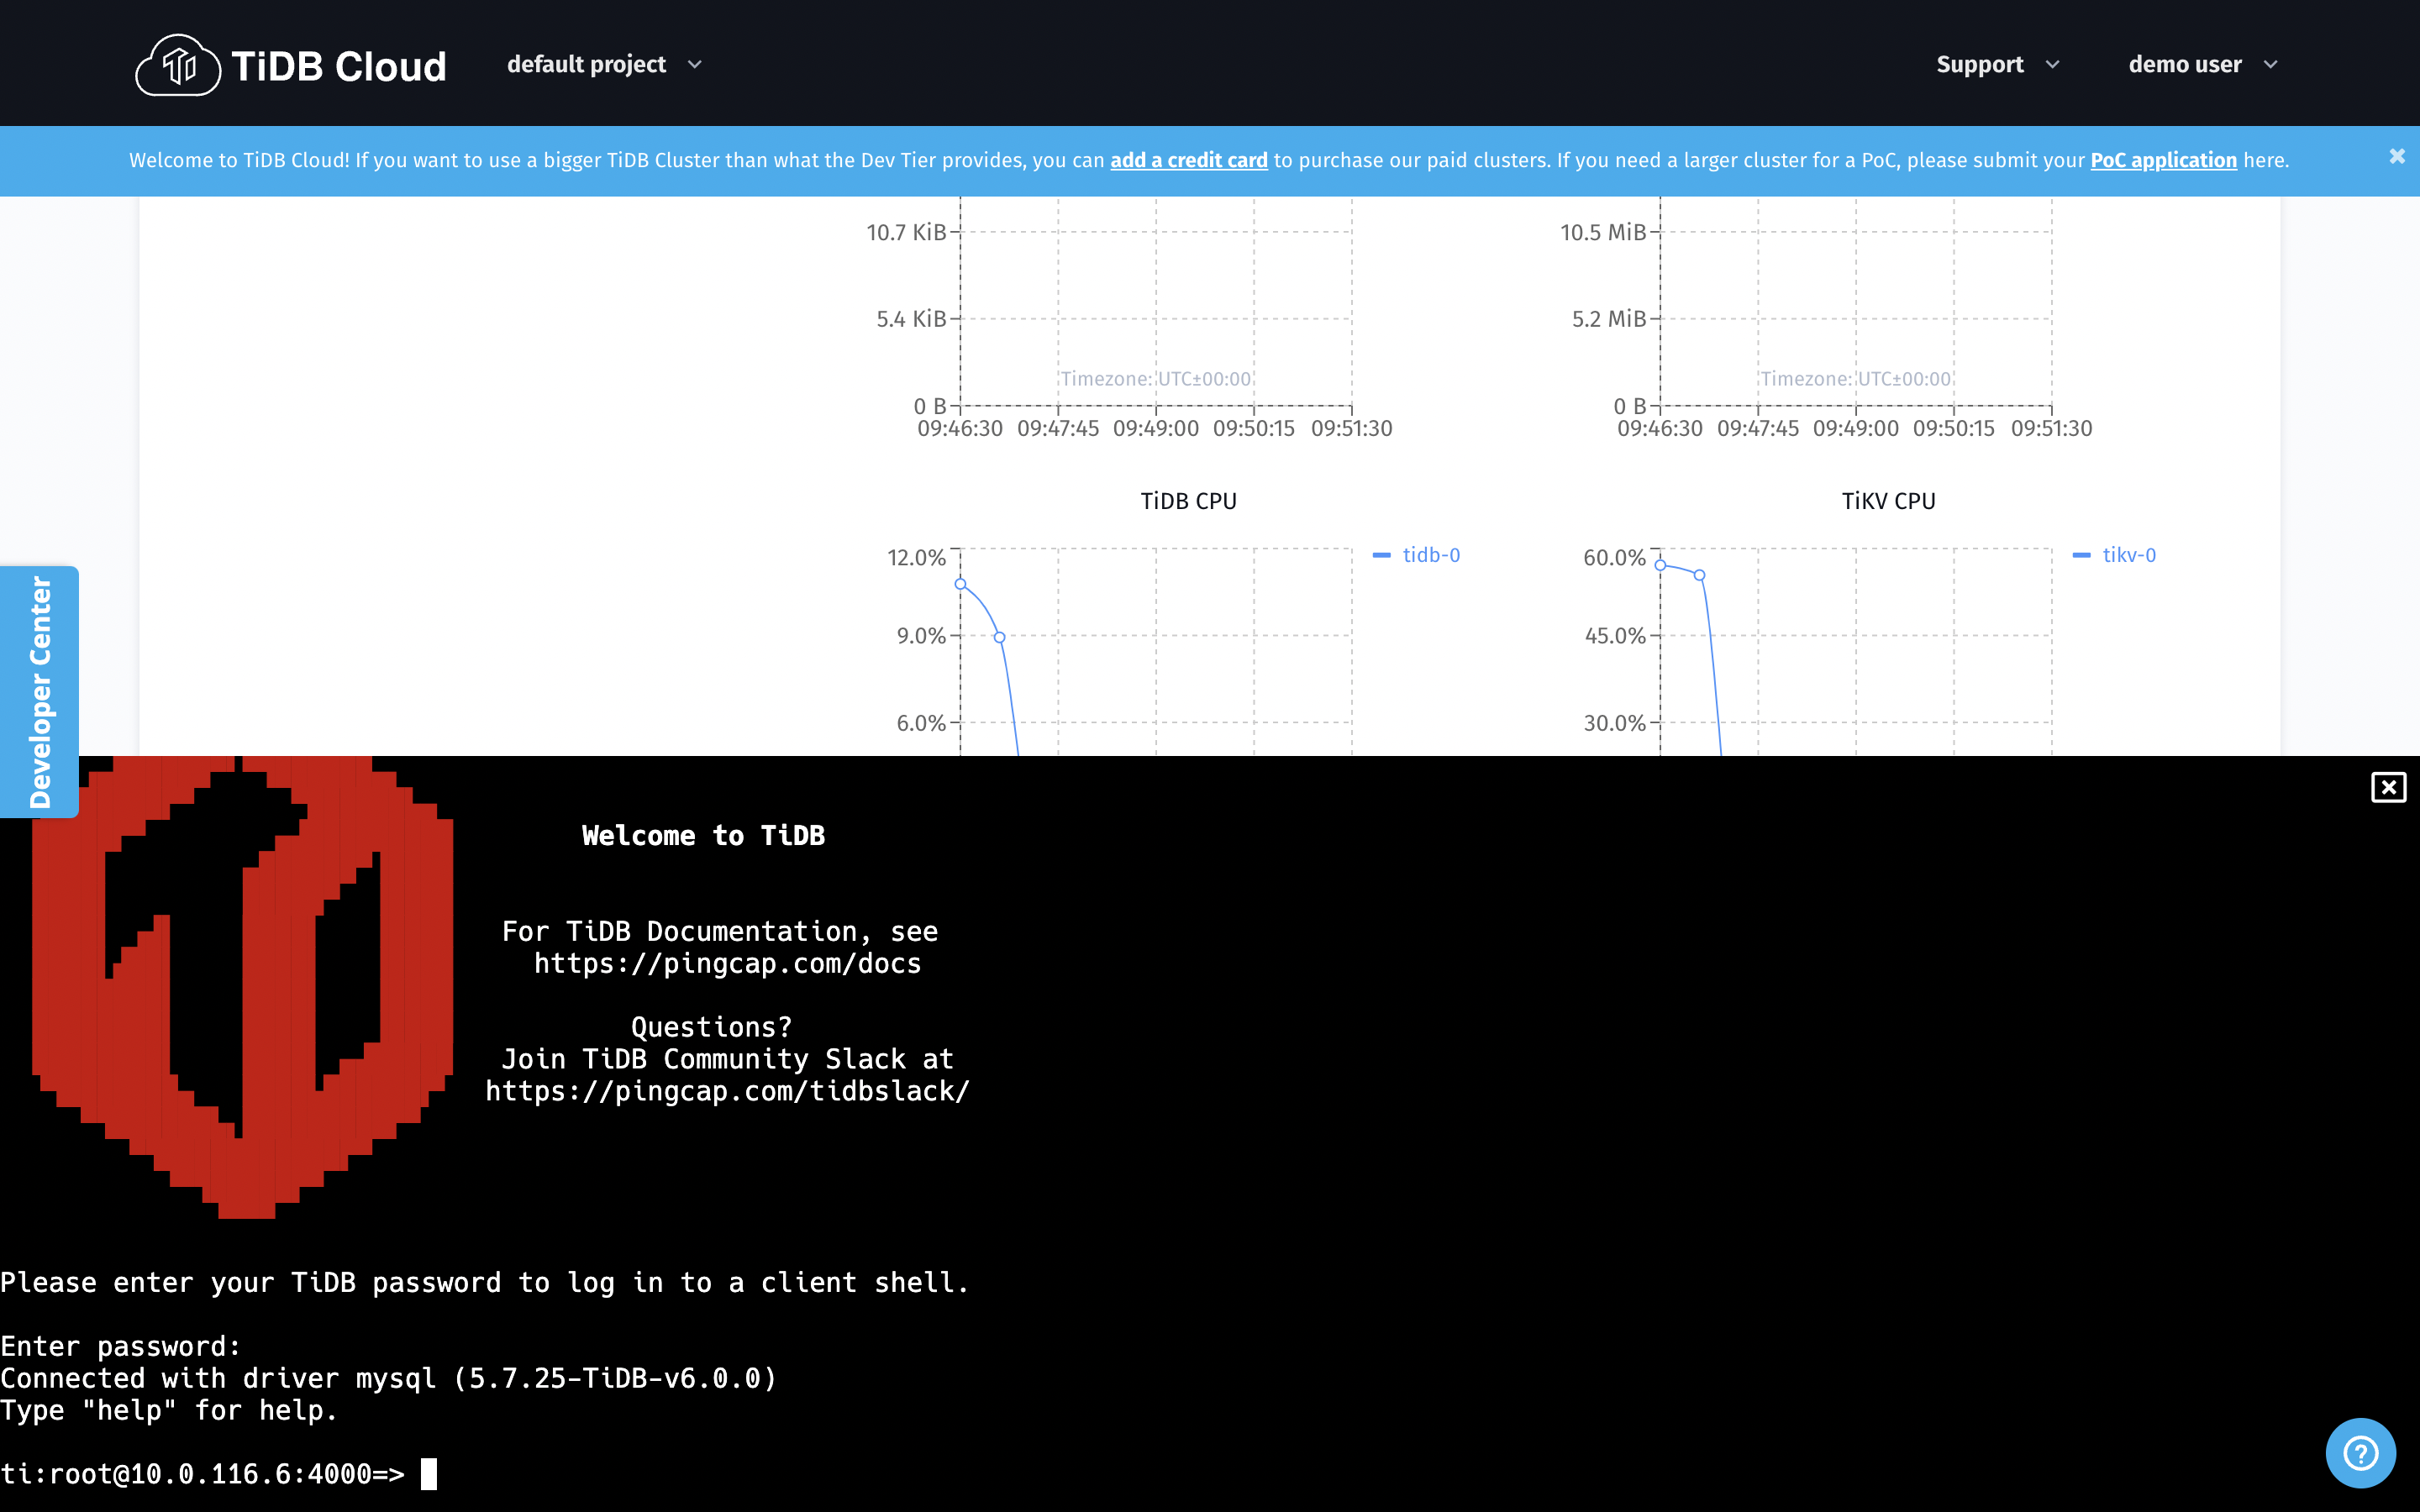 TiDB Cloud
default project
Support
demo user
Welcome to TiDB Cloud! If you want to use a bigger TiDB Cluster than what the Dev Tier provides, you can add a credit card to purchase our paid clusters. If you need a larger cluster for a PoC, please submit your PoC application here.
10.7 KiB
5.4 KiB
Timezone: UTC±00:00
0 B
09:46:30 09:47:45 09:49:00 09:50:15 09:51:30
10.5 MiB
5.2 MiB
Timezone: UTC±00:00
0 B
09:46:30 09:47:45 09:49:00 09:50:15 09:51:30
TiDB CPU
12.0%
tidb-0
9.0%
6.0%
TiKV CPU
60.0%
tikv-0
45.0%
30.0%
Developer Center
Welcome to TiDB
For TiDB Documentation, see
https://pingcap.com/docs
Questions?
Join TiDB Community Slack at
https://pingcap.com/tidbslack/
Please enter your TiDB password to log in to a client shell.
Enter password:
Connected with driver mysql (5.7.25-TiDB-v6.0.0)
Type "help" for help.
ti:root@10.0.116.6:4000=>